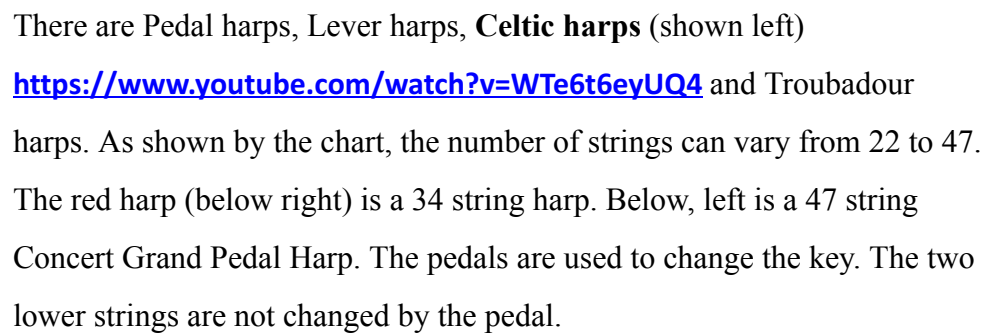 There are Pedal harps, Lever harps, Celtic harps (shown left)
https://www.youtube.com/watch?v=WTe6t6eyUQ4 and Troubadour
harps. As shown by the chart, the number of strings can vary from 22 to 47.
The red harp (below right) is a 34 string harp. Below, left is a 47 string
Concert Grand Pedal Harp. The pedals are used to change the key. The two
lower strings are not changed by the pedal.